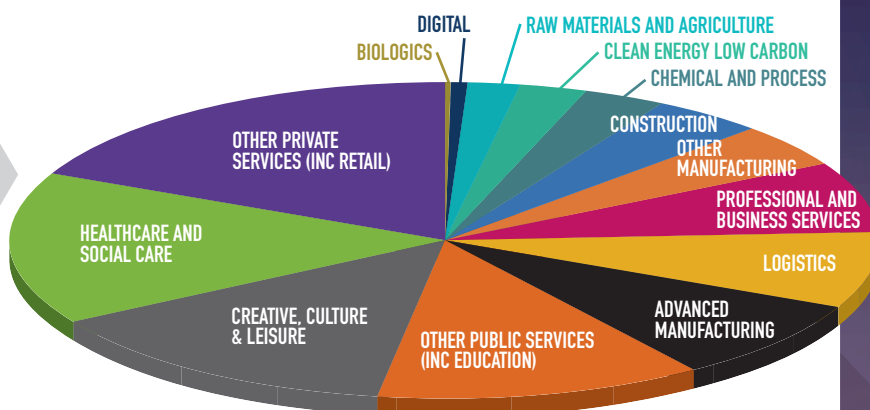 DIGITAL
BIOLOGICS
RAW MATERIALS AND AGRICULTURE
CLEAN ENERGY LOW CARBON
CHEMICAL AND PROCESS
CONSTRUCTION
OTHER
MANUFACTURING
PROFESSIONAL AND
BUSINESS SERVICES
LOGISTICS
ADVANCED
MANUFACTURING
OTHER PUBLIC SERVICES
(INC EDUCATION)
CREATIVE, CULTURE
& LEISURE
HEALTHCARE AND
SOCIAL CARE
OTHER PRIVATE
SERVICES (INC RETAIL)